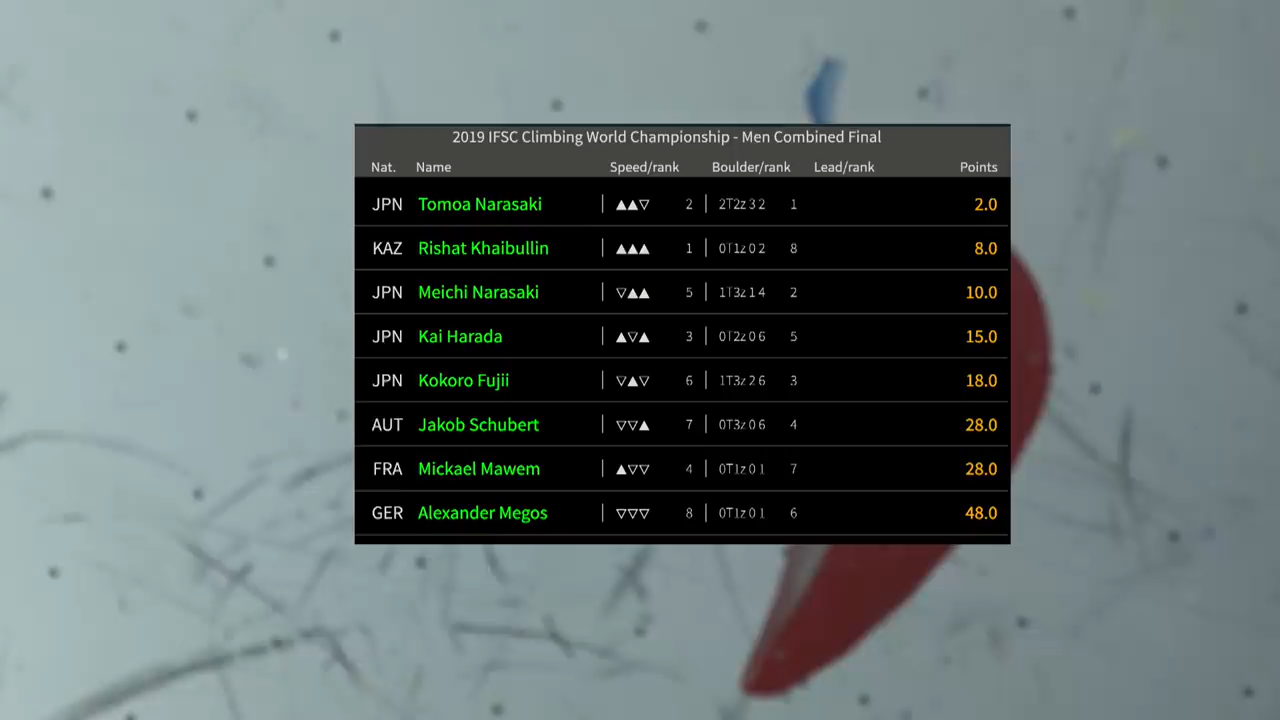 2019 IFSC Climbing World Championship - Men Combined Final
Nat. Name Speed/rank Boulder/rank Lead/rank Points
JPN Tomoa Narasaki | ▲▲▽ 2 | 2T2z 3 2 1 2.0
KAZ Rishat Khaibullin | ▲▲▲ 1 | 0T1z 0 2 8 8.0
JPN Meichi Narasaki | ▽▲▲ 5 | 1T3z 1 4 2 10.0
JPN Kai Harada | ▲▽▲ 3 | 0T2z 0 6 5 15.0
JPN Kokoro Fujii | ▽▲▽ 6 | 1T3z 2 6 3 18.0
AUT Jakob Schubert | ▽▽▲ 7 | 0T3z 0 6 4 28.0
FRA Mickael Mawem | ▲▽▽ 4 | 0T1z 0 1 7 28.0
GER Alexander Megos | ▽▽▽ 8 | 0T1z 0 1 6 48.0